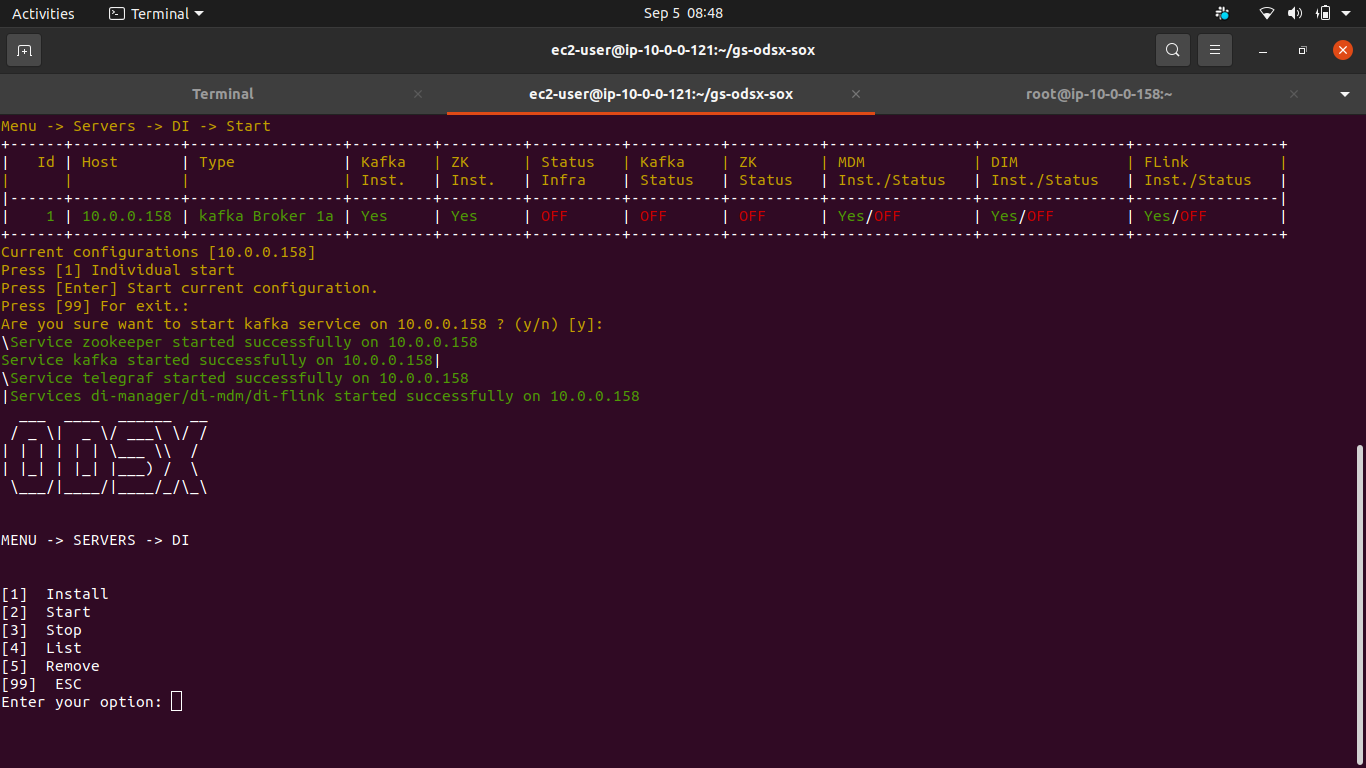 Activities Terminal Sep 5 08:48
ec2-user@ip-10-0-0-121:~/gs-odsx-sox
Terminal × ec2-user@ip-10-0-0-121:~/gs-odsx-sox × root@ip-10-0-0-158:~ ×
Menu -> Servers -> DI -> Start
+------+------------+-----------------+---------+---------+----------+----------+----------+----------------+----------------+----------------+
|   Id | Host       | Type            | Kafka   | ZK      | Status   | Kafka    | ZK       | MDM            | DIM            | FLink          |
|      |            |                 | Inst.   | Inst.   | Infra    | Status   | Status   | Inst./Status   | Inst./Status   | Inst./Status   |
|------+------------+-----------------+---------+---------+----------+----------+----------+----------------+----------------+----------------|
|    1 | 10.0.0.158 | kafka Broker 1a | Yes     | Yes     | OFF      | OFF      | OFF      | Yes/OFF        | Yes/OFF        | Yes/OFF        |
+------+------------+-----------------+---------+---------+----------+----------+----------+----------------+----------------+----------------+
Current configurations [10.0.0.158]
Press [1] Individual start
Press [Enter] Start current configuration.
Press [99] For exit.:
Are you sure want to start kafka service on 10.0.0.158 ? (y/n) [y]:
\Service zookeeper started successfully on 10.0.0.158
Service kafka started successfully on 10.0.0.158|
\Service telegraf started successfully on 10.0.0.158
|Services di-manager/di-mdm/di-flink started successfully on 10.0.0.158
ODSX
MENU -> SERVERS -> DI
[1]  Install
[2]  Start
[3]  Stop
[4]  List
[5]  Remove
[99]  ESC
Enter your option: